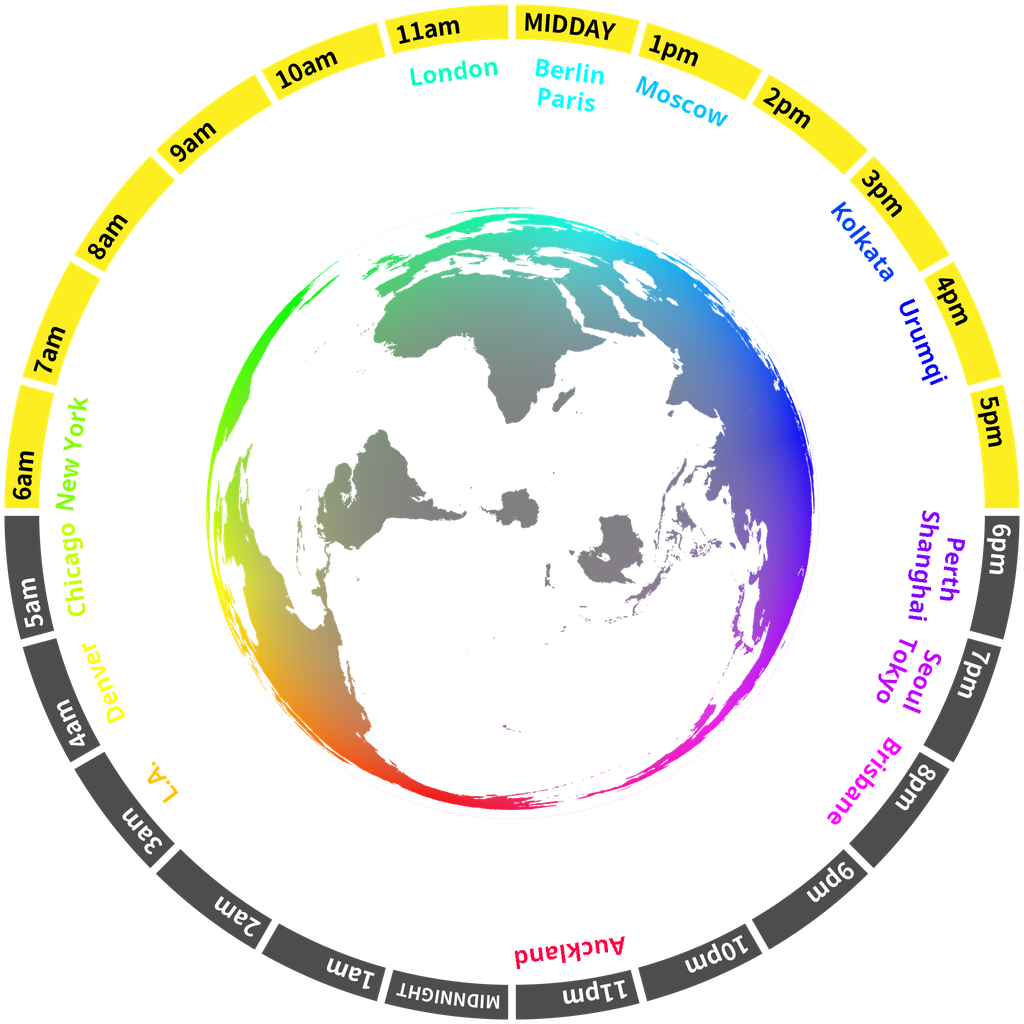 MIDDAY
1pm
2pm
3pm
4pm
5pm
6pm
7pm
8pm
9pm
10pm
11pm
MIDNNIGHT
1am
2am
3am
4am
5am
6am
7am
8am
9am
10am
11am
London
Berlin
Paris
Moscow
Kolkata
Urumqi
Perth
Shanghai
Seoul
Tokyo
Brisbane
Auckland
L.A.
Denver
Chicago
New York